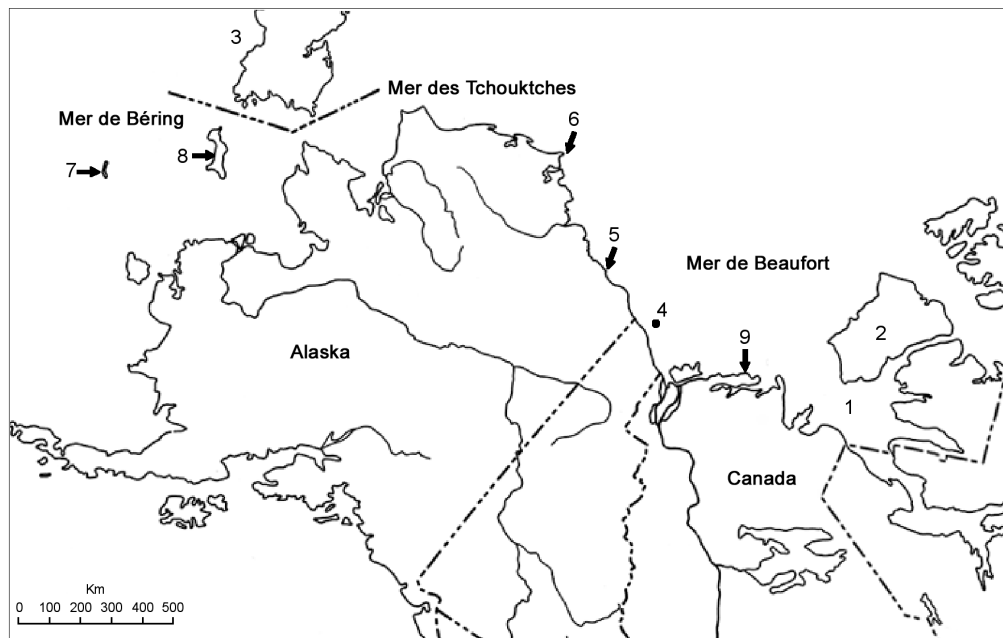 3
Mer des Tchouktches
Mer de Béring
6
8
7
5
Mer de Beaufort
4
2
9
Alaska
1
Canada
Km
0 100 200 300 400 500